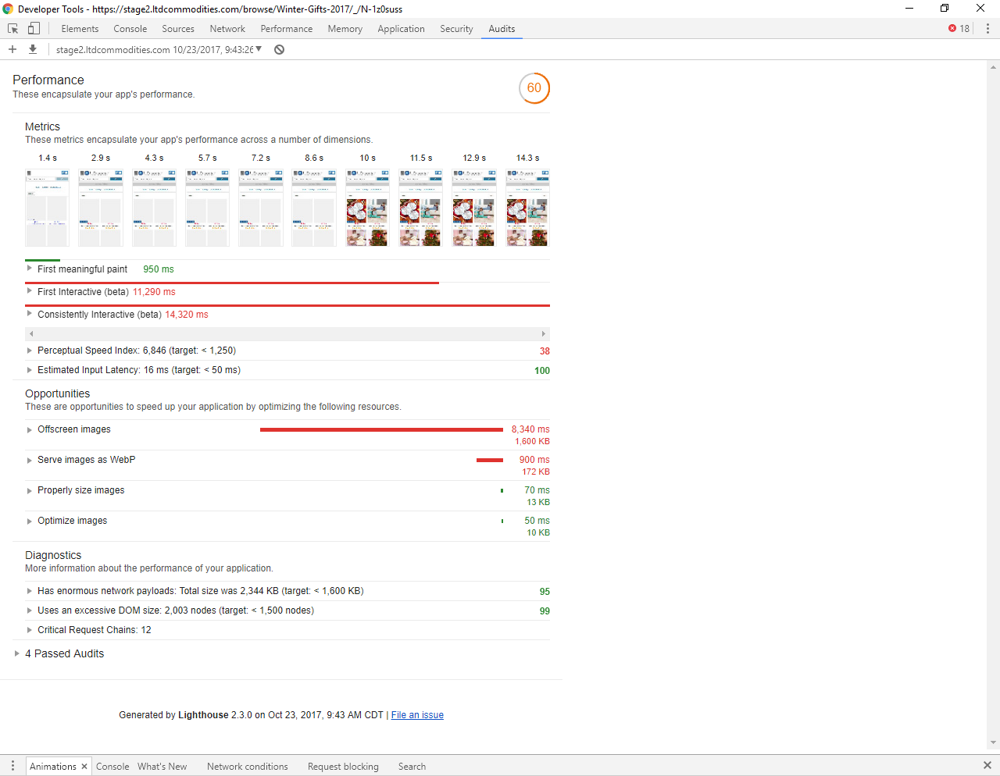 Developer Tools - https://stage2.ltdcommodities.com/browse/Winter-Gifts-2017/_/N-1z0suss
Elements Console Sources Network Performance Memory Application Security Audits 18
stage2.ltdcommodities.com 10/23/2017, 9:43:26
Performance
These encapsulate your app's performance.
60
Metrics
These metrics encapsulate your app's performance across a number of dimensions.
1.4 s 2.9 s 4.3 s 5.7 s 7.2 s 8.6 s 10 s 11.5 s 12.9 s 14.3 s
First meaningful paint 950 ms
First Interactive (beta) 11,290 ms
Consistently Interactive (beta) 14,320 ms
Perceptual Speed Index: 6,846 (target: < 1,250) 38
Estimated Input Latency: 16 ms (target: < 50 ms) 100
Opportunities
These are opportunities to speed up your application by optimizing the following resources.
Offscreen images 8,340 ms
1,600 KB
Serve images as WebP 900 ms
172 KB
Properly size images 70 ms
13 KB
Optimize images 50 ms
10 KB
Diagnostics
More information about the performance of your application.
Has enormous network payloads: Total size was 2,344 KB (target: < 1,600 KB) 95
Uses an excessive DOM size: 2,003 nodes (target: < 1,500 nodes) 99
Critical Request Chains: 12
4 Passed Audits
Generated by Lighthouse 2.3.0 on Oct 23, 2017, 9:43 AM CDT | File an issue
Animations Console What's New Network conditions Request blocking Search